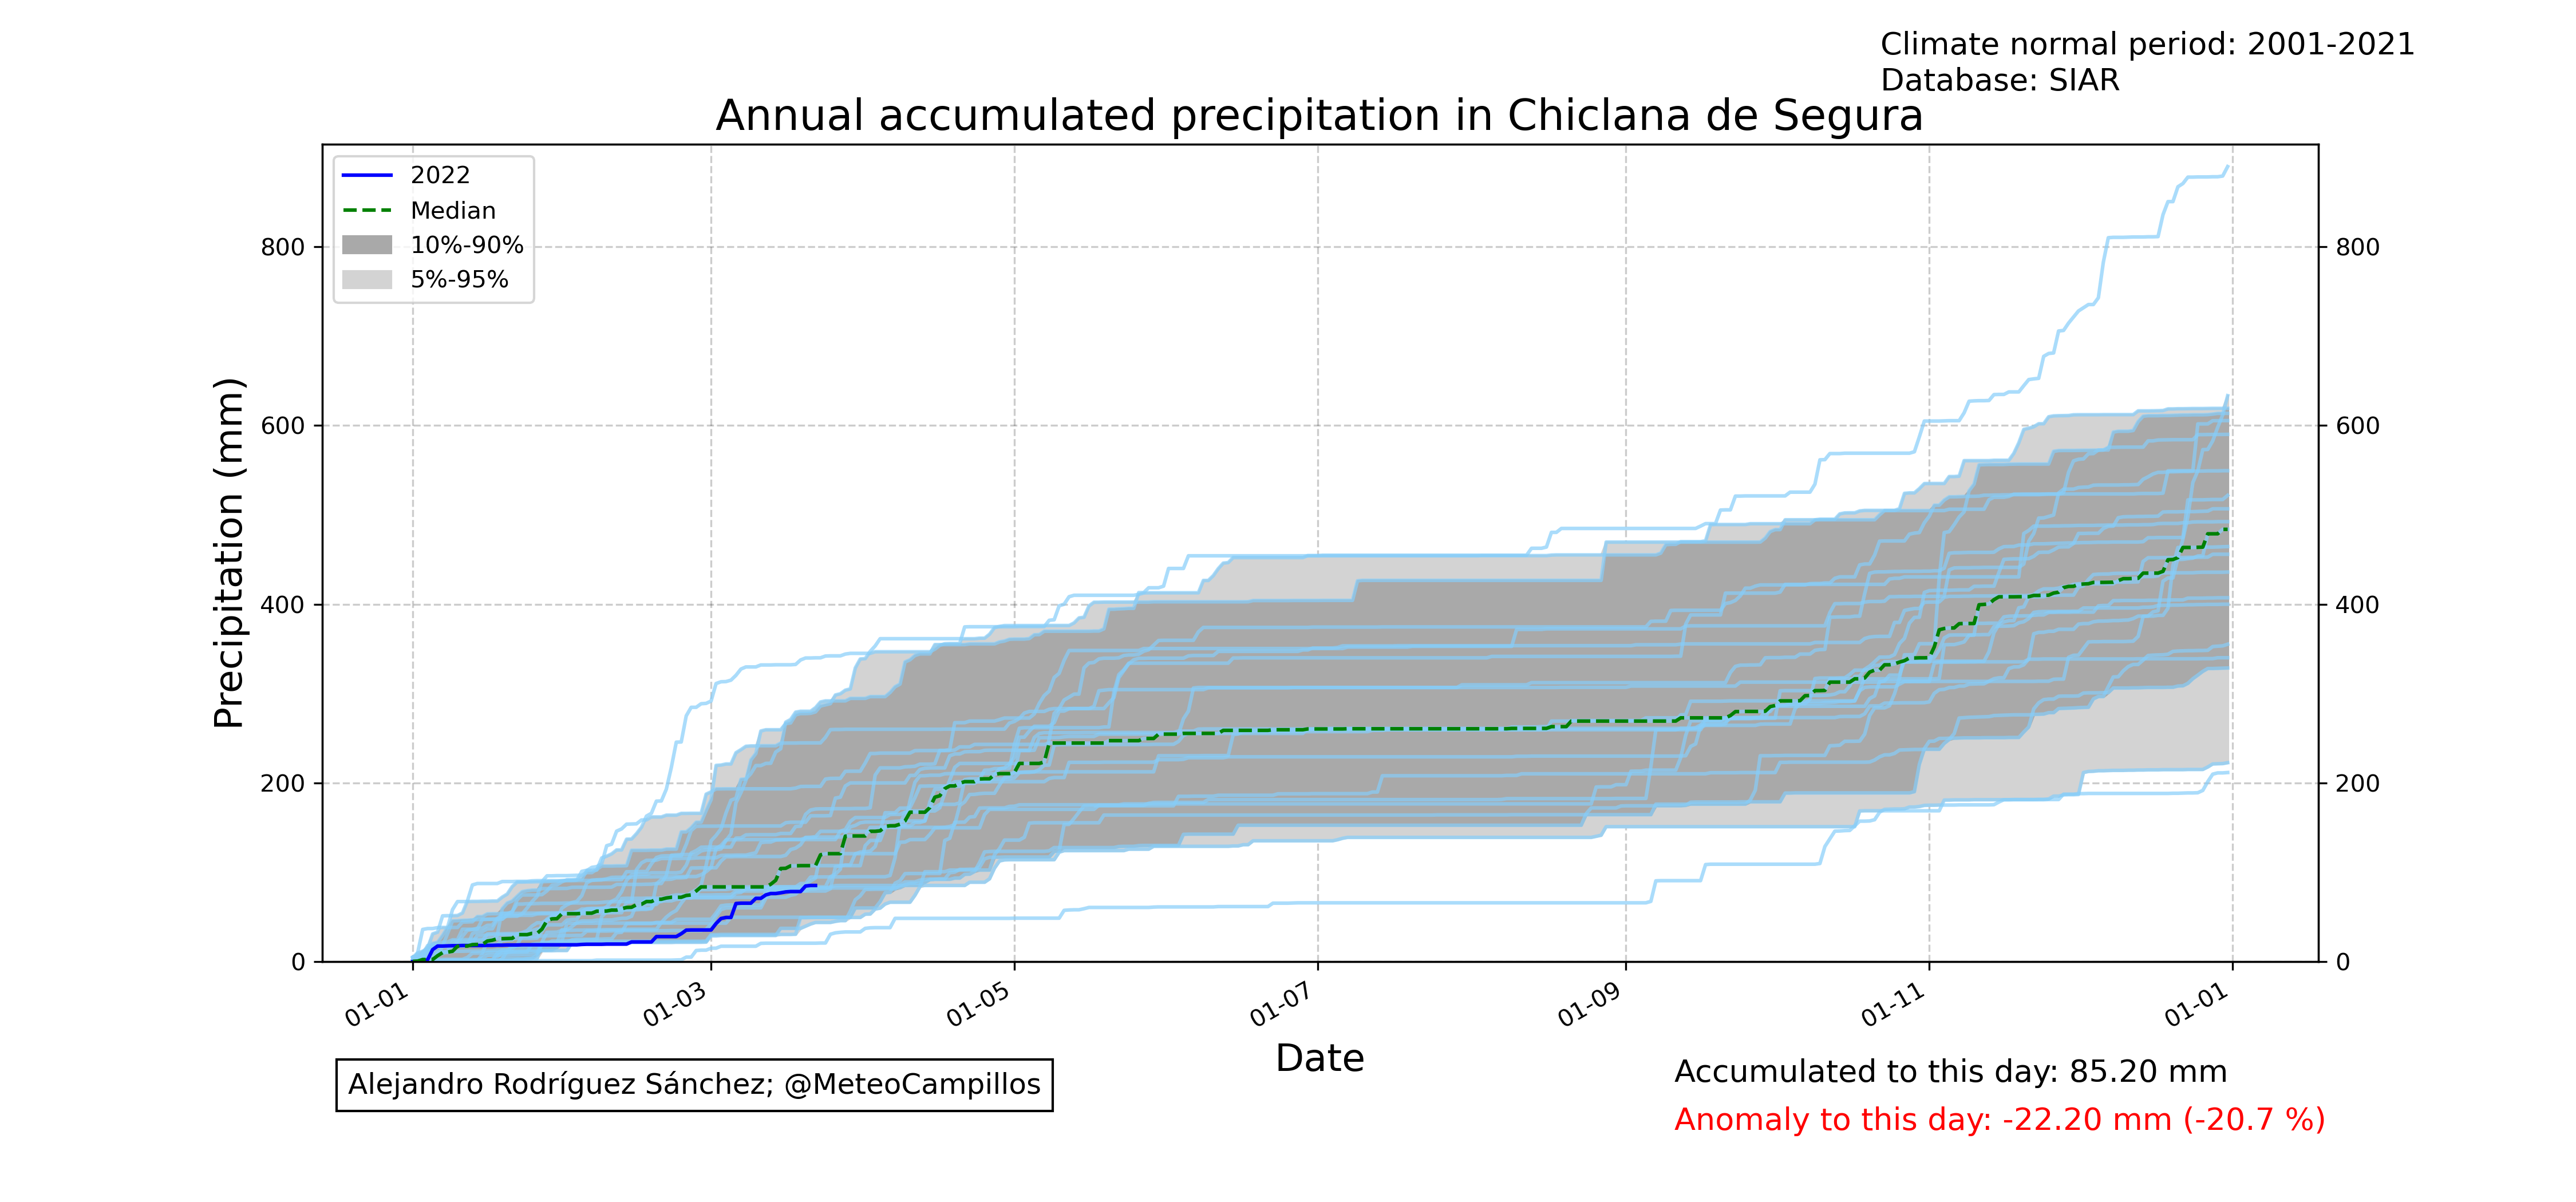 Climate normal period: 2001-2021
Database: SIAR
Annual accumulated precipitation in Chiclana de Segura
2022
Median
10%-90%
5%-95%
Precipitation (mm)
800
600
400
200
0
800
600
400
200
0
01-01
01-03
01-05
01-07
01-09
01-11
01-01
Date
Alejandro Rodríguez Sánchez; @MeteoCampillos
Accumulated to this day: 85.20 mm
Anomaly to this day: -22.20 mm (-20.7 %)